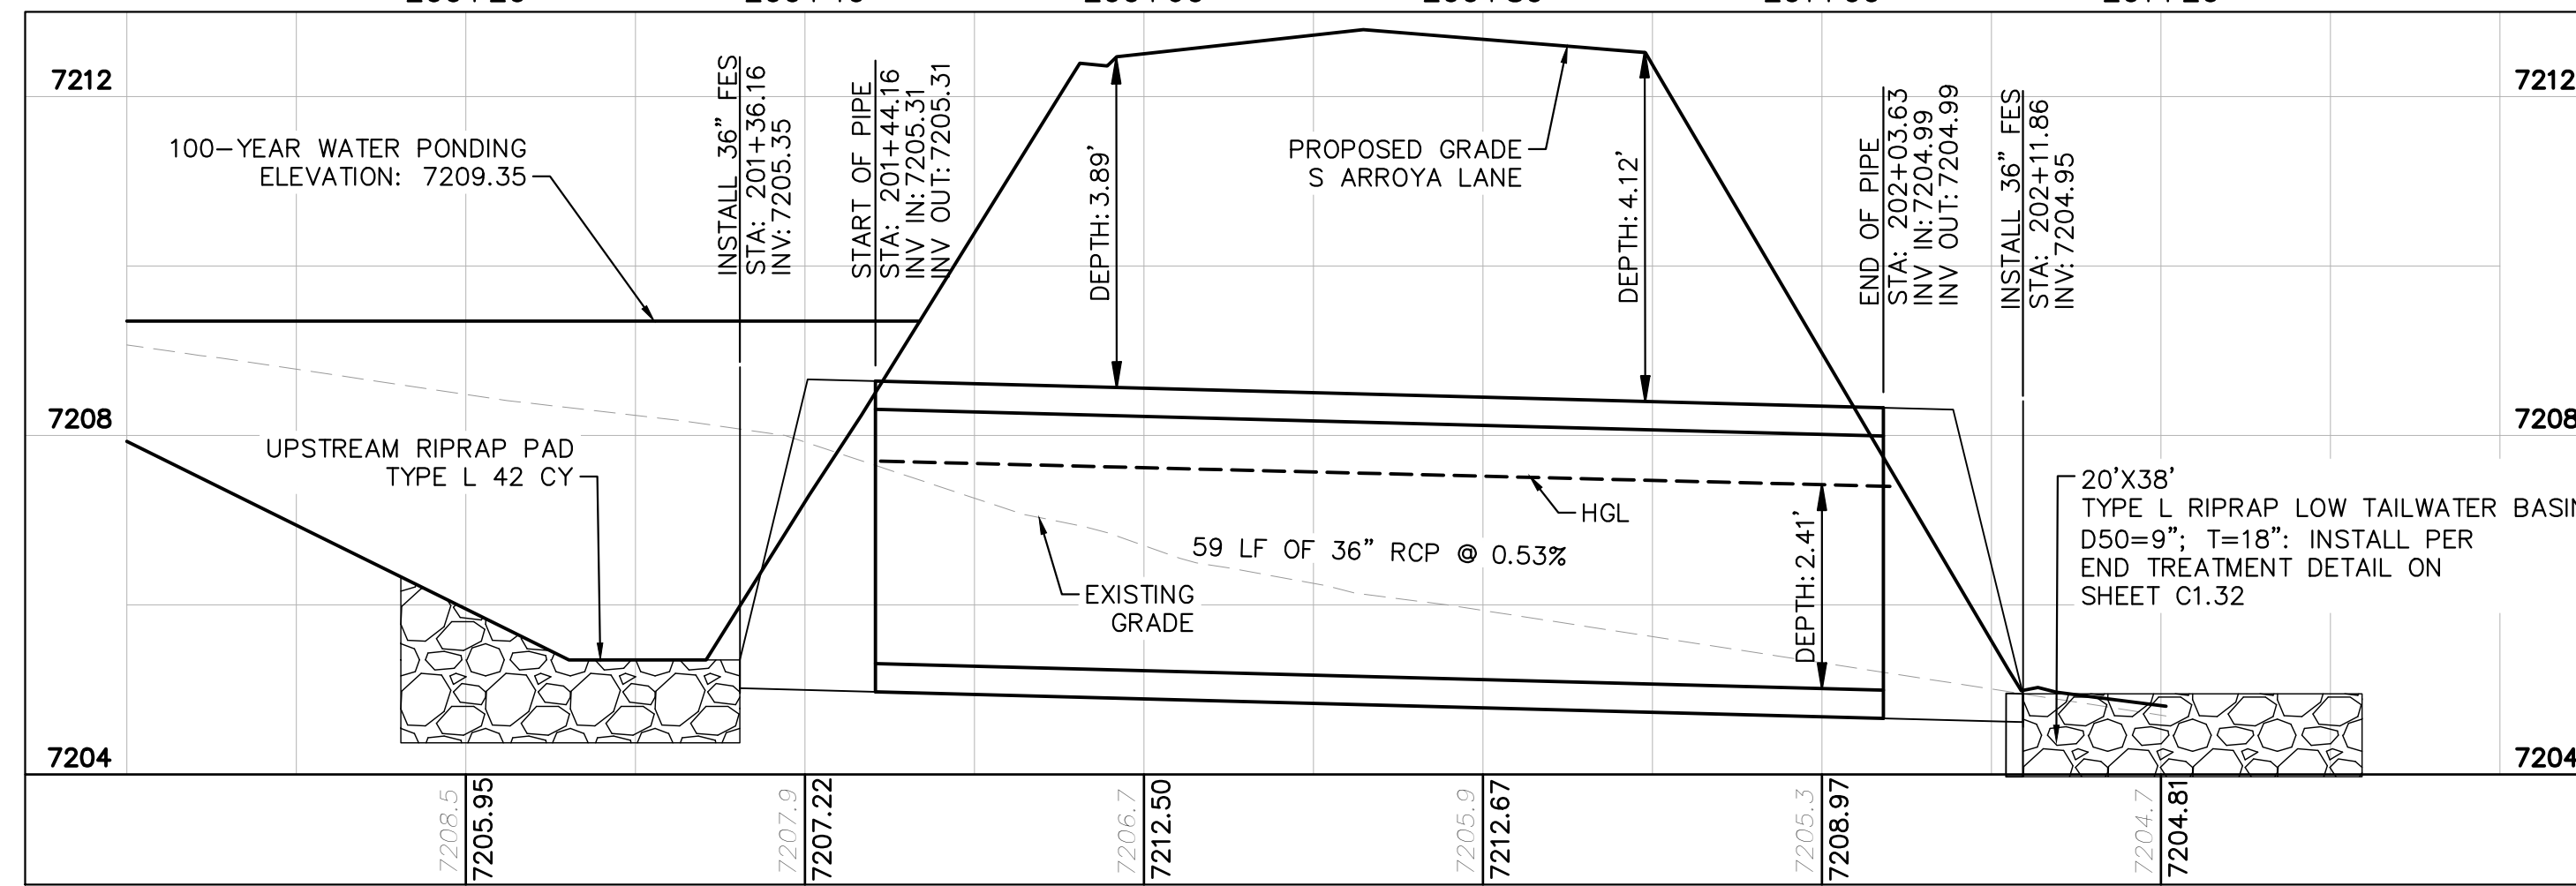 7212
7212
100-YEAR WATER PONDING
ELEVATION: 7209.35
INSTALL 36" FES
STA: 201+36.16
INV: 7205.35
START OF PIPE
STA: 201+44.16
INV IN: 7205.31
INV OUT: 7205.31
DEPTH: 3.89'
PROPOSED GRADE
S ARROYA LANE
DEPTH: 4.12'
END OF PIPE
STA: 202+03.63
INV IN: 7204.99
INV OUT: 7204.99
INSTALL 36" FES
STA: 202+11.86
INV: 7204.95
7208
7208
UPSTREAM RIPRAP PAD
TYPE L 42 CY
HGL
59 LF OF 36" RCP @ 0.53%
EXISTING
GRADE
DEPTH: 2.41'
20'X38'
TYPE L RIPRAP LOW TAILWATER BASIN
D50=9"; T=18": INSTALL PER
END TREATMENT DETAIL ON
SHEET C1.32
7204
7204
7208.5
7205.95
7207.9
7207.22
7206.7
7212.50
7205.9
7212.67
7205.3
7208.97
7204.7
7204.81